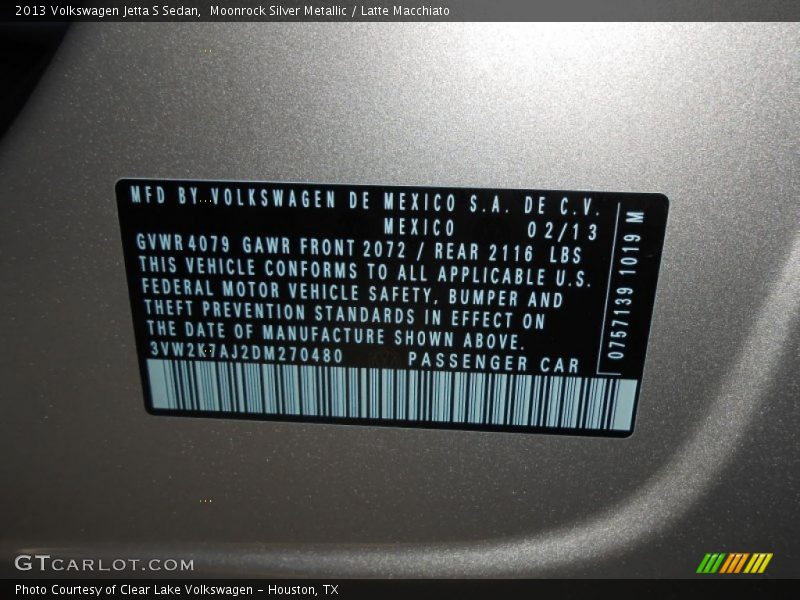 2013 Volkswagen Jetta S Sedan, Moonrock Silver Metallic / Latte Macchiato
MFD BY VOLKSWAGEN DE MEXICO S.A. DE C.V.
MEXICO 02/13
GVWR 4079 GAWR FRONT 2072 / REAR 2116 LBS
THIS VEHICLE CONFORMS TO ALL APPLICABLE U.S.
FEDERAL MOTOR VEHICLE SAFETY, BUMPER AND
THEFT PREVENTION STANDARDS IN EFFECT ON
THE DATE OF MANUFACTURE SHOWN ABOVE.
3VW2K7AJ2DM270480 PASSENGER CAR
0757139 1019 M
GTCARLOT.COM
Photo Courtesy of Clear Lake Volkswagen – Houston, TX